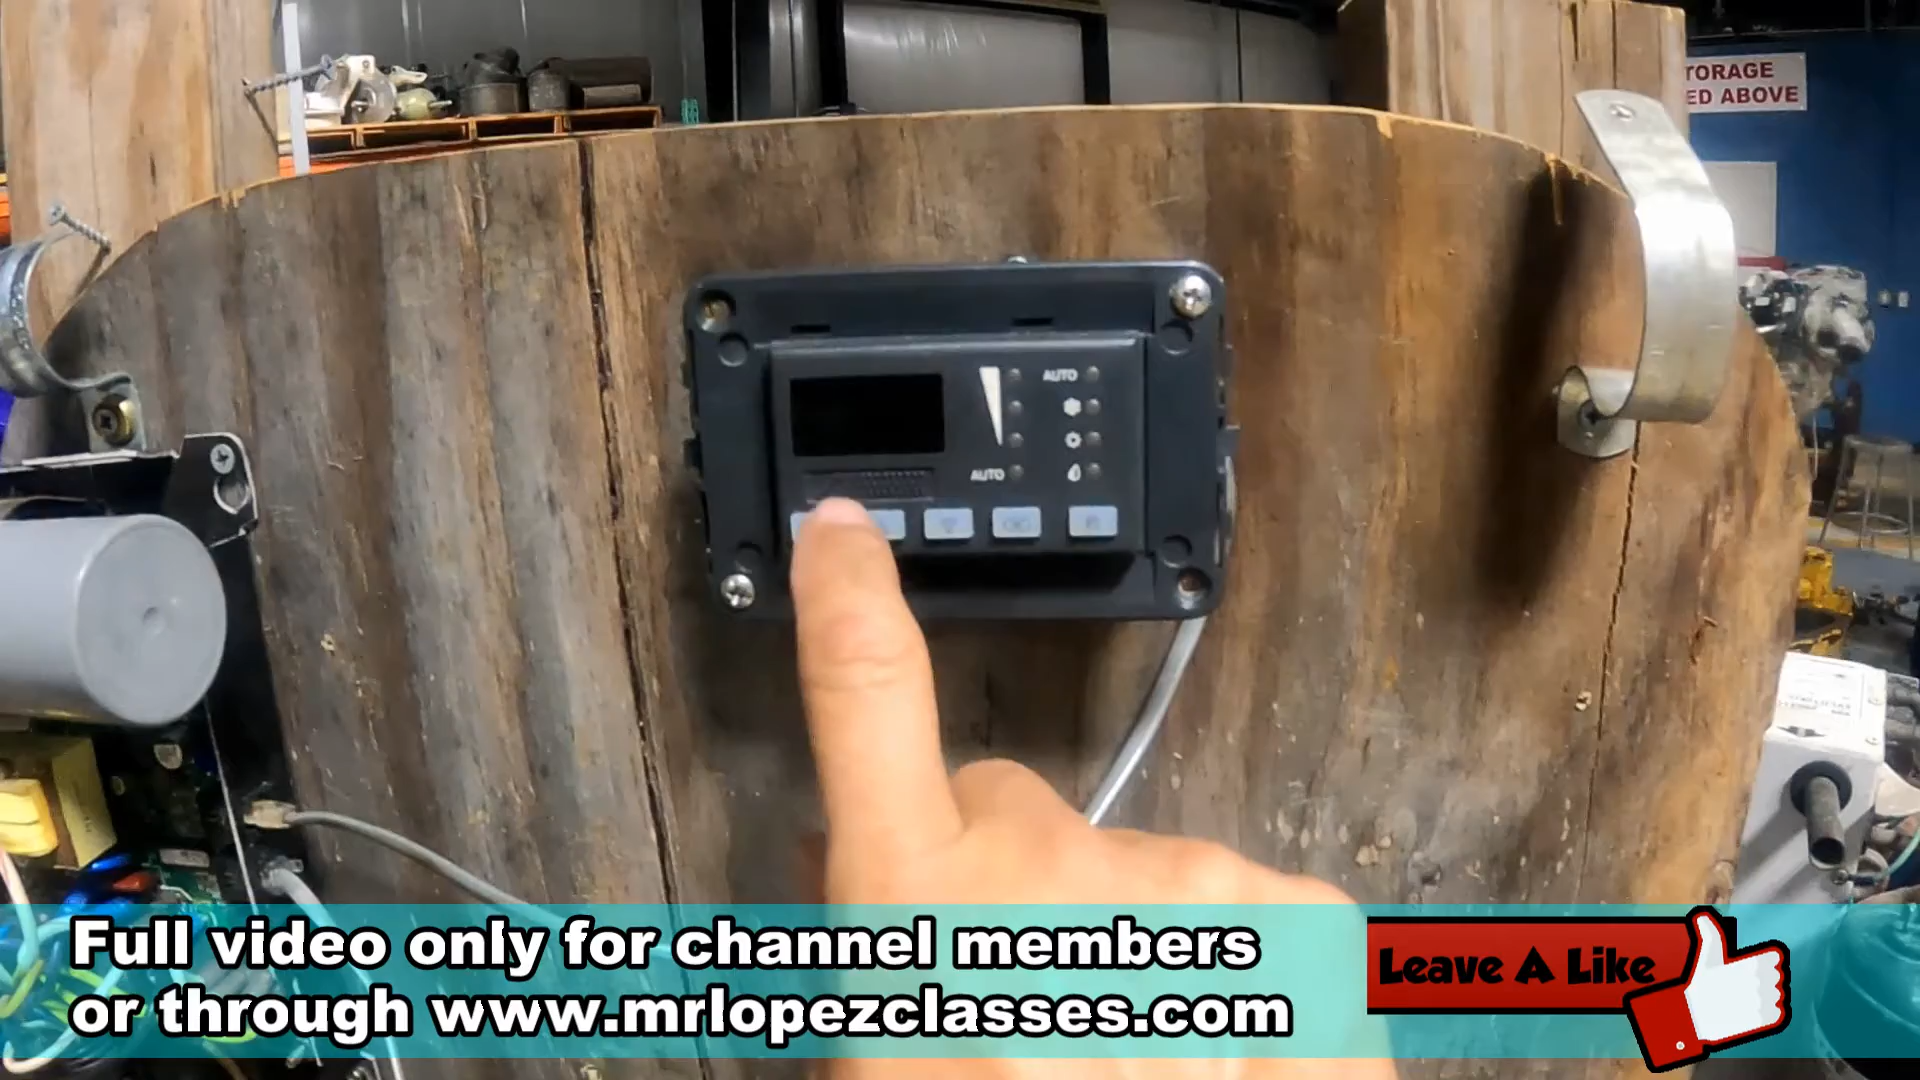 TORAGE
ED ABOVE
AUTO
AUTO
Full video only for channel members
or through www.mrlopezclasses.com
Leave A Like